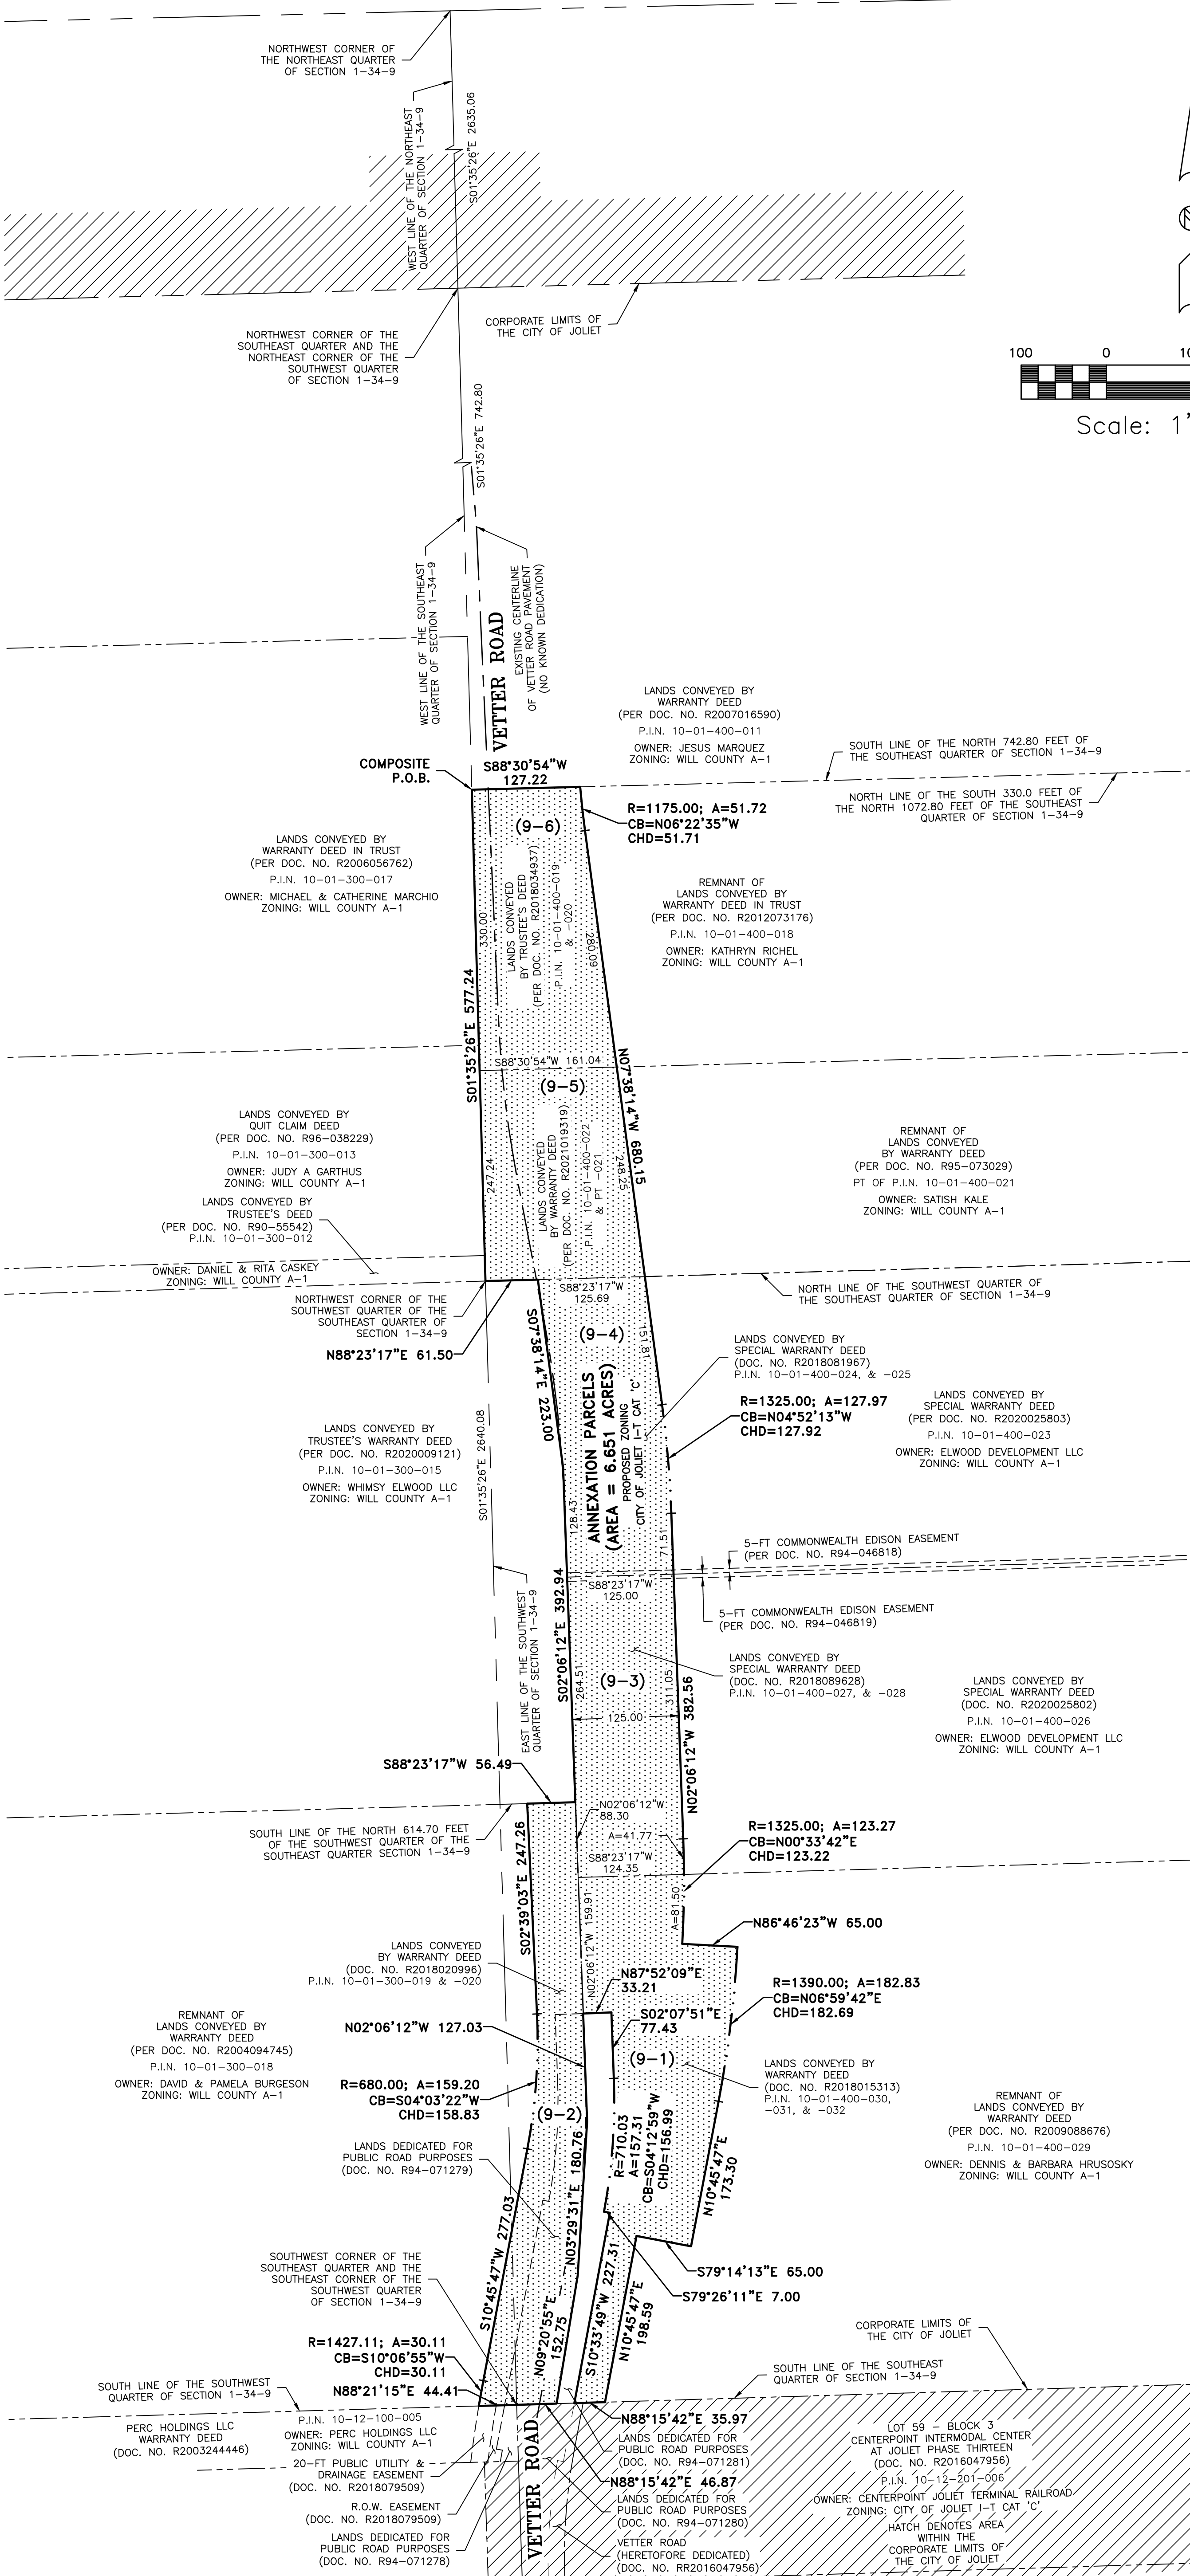 NORTHWEST CORNER OF
THE NORTHEAST QUARTER
OF SECTION 1-34-9
WEST LINE OF THE NORTHEAST
QUARTER OF SECTION 1-34-9
S01°35'26"E 2635.06
100 0
Scale: 1"
NORTHWEST CORNER OF THE
SOUTHEAST QUARTER AND THE
NORTHEAST CORNER OF THE
SOUTHWEST QUARTER
OF SECTION 1-34-9
CORPORATE LIMITS OF
THE CITY OF JOLIET
S01°35'26"E 742.80
WEST LINE OF THE SOUTHEAST
QUARTER OF SECTION 1-34-9
VETTER ROAD
EXISTING CENTERLINE
OF VETTER ROAD PAVEMENT
(NO KNOWN DEDICATION)
LANDS CONVEYED BY
WARRANTY DEED
(PER DOC. NO. R2007016590)
P.I.N. 10-01-400-011
OWNER: JESUS MARQUEZ
ZONING: WILL COUNTY A-1
SOUTH LINE OF THE NORTH 742.80 FEET OF
THE SOUTHEAST QUARTER OF SECTION 1-34-9
COMPOSITE
P.O.B.
S88°30'54"W
127.22
NORTH LINE OF THE SOUTH 330.0 FEET OF
THE NORTH 1072.80 FEET OF THE SOUTHEAST
QUARTER OF SECTION 1-34-9
R=1175.00; A=51.72
CB=N06°22'35"W
CHD=51.71
(9-6)
LANDS CONVEYED BY
WARRANTY DEED IN TRUST
(PER DOC. NO. R2006056762)
P.I.N. 10-01-300-017
OWNER: MICHAEL & CATHERINE MARCHIO
ZONING: WILL COUNTY A-1
LANDS CONVEYED
BY TRUSTEE'S DEED
(PER DOC. NO. R2018034937)
P.I.N. 10-01-400-019
& -020
330.00
280.09
REMNANT OF
LANDS CONVEYED BY
WARRANTY DEED IN TRUST
(PER DOC. NO. R2012073176)
P.I.N. 10-01-400-018
OWNER: KATHRYN RICHEL
ZONING: WILL COUNTY A-1
S01°35'26"E 577.24
S88°30'54"W 161.04
N07°38'14"W 680.15
(9-5)
LANDS CONVEYED BY
QUIT CLAIM DEED
(PER DOC. NO. R96-038229)
P.I.N. 10-01-300-013
OWNER: JUDY A GARTHUS
ZONING: WILL COUNTY A-1
LANDS CONVEYED
BY WARRANTY DEED
(PER DOC. NO. R2021019319)
P.I.N. 10-01-400-022
& PT -021
247.24
248.25
REMNANT OF
LANDS CONVEYED
BY WARRANTY DEED
(PER DOC. NO. R95-073029)
PT OF P.I.N. 10-01-400-021
OWNER: SATISH KALE
ZONING: WILL COUNTY A-1
LANDS CONVEYED BY
TRUSTEE'S DEED
(PER DOC. NO. R90-55542)
P.I.N. 10-01-300-012
OWNER: DANIEL & RITA CASKEY
ZONING: WILL COUNTY A-1
NORTHWEST CORNER OF THE
SOUTHWEST QUARTER OF THE
SOUTHEAST QUARTER OF
SECTION 1-34-9
N88°23'17"E 61.50
S88°23'17"W
125.69
NORTH LINE OF THE SOUTHWEST QUARTER OF
THE SOUTHEAST QUARTER OF SECTION 1-34-9
(9-4)
S07°38'14"E 223.00
151.81
LANDS CONVEYED BY
SPECIAL WARRANTY DEED
(DOC. NO. R2018081967)
P.I.N. 10-01-400-024, & -025
R=1325.00; A=127.97
CB=N04°52'13"W
CHD=127.92
LANDS CONVEYED BY
SPECIAL WARRANTY DEED
(PER DOC. NO. R2020025803)
P.I.N. 10-01-400-023
OWNER: ELWOOD DEVELOPMENT LLC
ZONING: WILL COUNTY A-1
ANNEXATION PARCELS
(AREA = 6.651 ACRES)
PROPOSED ZONING
CITY OF JOLIET I-T CAT 'C'
LANDS CONVEYED BY
TRUSTEE'S WARRANTY DEED
(PER DOC. NO. R2020009121)
P.I.N. 10-01-300-015
OWNER: WHIMSY ELWOOD LLC
ZONING: WILL COUNTY A-1
S01°35'26"E 2640.08
128.43
71.51
5-FT COMMONWEALTH EDISON EASEMENT
(PER DOC. NO. R94-046818)
S88°23'17"W
125.00
5-FT COMMONWEALTH EDISON EASEMENT
(PER DOC. NO. R94-046819)
EAST LINE OF THE SOUTHWEST
QUARTER OF SECTION 1-34-9
S02°06'12"E 392.94
264.51
(9-3)
311.05
125.00
N02°06'12"W 382.56
LANDS CONVEYED BY
SPECIAL WARRANTY DEED
(DOC. NO. R2018089628)
P.I.N. 10-01-400-027, & -028
LANDS CONVEYED BY
SPECIAL WARRANTY DEED
(DOC. NO. R2020025802)
P.I.N. 10-01-400-026
OWNER: ELWOOD DEVELOPMENT LLC
ZONING: WILL COUNTY A-1
S88°23'17"W 56.49
N02°06'12"W
88.30
A=41.77
S88°23'17"W
124.35
R=1325.00; A=123.27
CB=N00°33'42"E
CHD=123.22
SOUTH LINE OF THE NORTH 614.70 FEET
OF THE SOUTHWEST QUARTER OF THE
SOUTHEAST QUARTER SECTION 1-34-9
S02°39'03"E 247.26
N02°06'12"W 159.91
A=81.50
N86°46'23"W 65.00
LANDS CONVEYED
BY WARRANTY DEED
(DOC. NO. R2018020996)
P.I.N. 10-01-300-019 & -020
N87°52'09"E
33.21
S02°07'51"E
77.43
R=1390.00; A=182.83
CB=N06°59'42"E
CHD=182.69
REMNANT OF
LANDS CONVEYED BY
WARRANTY DEED
(PER DOC. NO. R2004094745)
P.I.N. 10-01-300-018
OWNER: DAVID & PAMELA BURGESON
ZONING: WILL COUNTY A-1
N02°06'12"W 127.03
(9-1)
LANDS CONVEYED BY
WARRANTY DEED
(DOC. NO. R2018015313)
P.I.N. 10-01-400-030,
-031, & -032
R=680.00; A=159.20
CB=S04°03'22"W
CHD=158.83
(9-2)
R=710.03
A=157.31
CB=S04°12'59"W
CHD=156.99
N10°45'47"E
173.30
REMNANT OF
LANDS CONVEYED BY
WARRANTY DEED
(PER DOC. NO. R2009088676)
P.I.N. 10-01-400-029
OWNER: DENNIS & BARBARA HRUSOSKY
ZONING: WILL COUNTY A-1
LANDS DEDICATED FOR
PUBLIC ROAD PURPOSES
(DOC. NO. R94-071279)
N03°29'31"E 180.76
S10°45'47"W 277.03
S79°14'13"E 65.00
S79°26'11"E 7.00
SOUTHWEST CORNER OF THE
SOUTHEAST QUARTER AND THE
SOUTHEAST CORNER OF THE
SOUTHWEST QUARTER
OF SECTION 1-34-9
N09°20'55"E
152.75
S10°33'49"W 227.31
N10°45'47"E
198.59
R=1427.11; A=30.11
CB=S10°06'55"W
CHD=30.11
N88°21'15"E 44.41
CORPORATE LIMITS OF
THE CITY OF JOLIET
SOUTH LINE OF THE SOUTHEAST
QUARTER OF SECTION 1-34-9
SOUTH LINE OF THE SOUTHWEST
QUARTER OF SECTION 1-34-9
PERC HOLDINGS LLC
WARRANTY DEED
(DOC. NO. R2003244446)
P.I.N. 10-12-100-005
OWNER: PERC HOLDINGS LLC
ZONING: WILL COUNTY A-1
20-FT PUBLIC UTILITY &
DRAINAGE EASEMENT
(DOC. NO. R2018079509)
R.O.W. EASEMENT
(DOC. NO. R2018079509)
LANDS DEDICATED FOR
PUBLIC ROAD PURPOSES
(DOC. NO. R94-071278)
VETTER ROAD
N88°15'42"E 35.97
LANDS DEDICATED FOR
PUBLIC ROAD PURPOSES
(DOC. NO. R94-071281)
N88°15'42"E 46.87
LANDS DEDICATED FOR
PUBLIC ROAD PURPOSES
(DOC. NO. R94-071280)
VETTER ROAD
(HERETOFORE DEDICATED)
(DOC. NO. RR2016047956)
LOT 59 - BLOCK 3
CENTERPOINT INTERMODAL CENTER
AT JOLIET PHASE THIRTEEN
(DOC. NO. R2016047956)
P.I.N. 10-12-201-006
OWNER: CENTERPOINT JOLIET TERMINAL RAILROAD
ZONING: CITY OF JOLIET I-T CAT 'C'
HATCH DENOTES AREA
WITHIN THE
CORPORATE LIMITS OF
THE CITY OF JOLIET